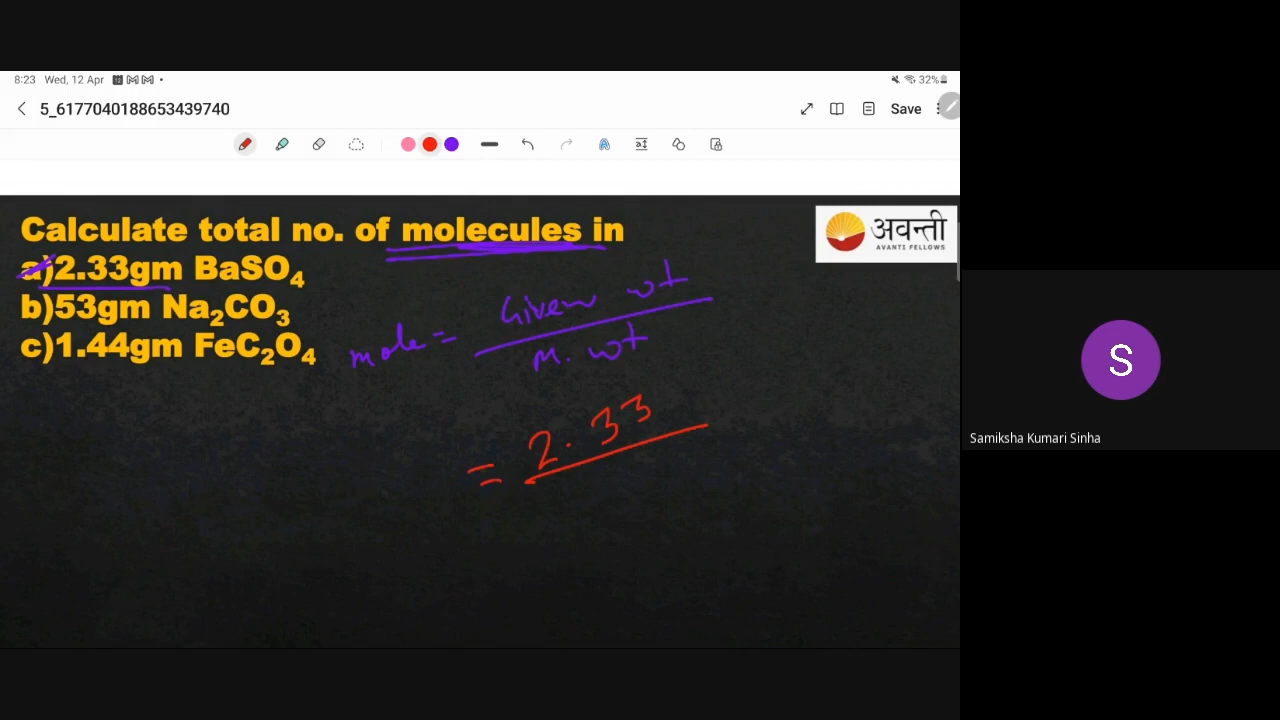 8:23 Wed, 12 Apr
32%
5_6177040188653439740
Save
Calculate total no. of molecules in
a)2.33gm BaSO₄
b)53gm Na₂CO₃
c)1.44gm FeC₂O₄
अवन्ती
AVANTI FELLOWS
mole = Given wt
M. wt
= 2.33
S
Samiksha Kumari Sinha